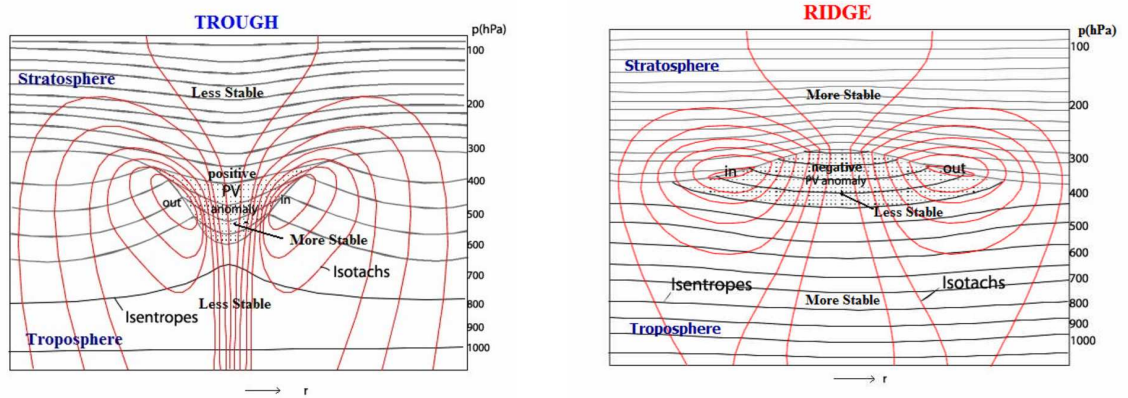 TROUGH
p(hPa)
100
Stratosphere
Less Stable
200
300
positive
400
PV
out
in
anomaly
500
More Stable
600
Isotachs
700
Less Stable
800
Isentropes
900
Troposphere
1000
r
RIDGE
p(hPa)
100
Stratosphere
More Stable
200
300
in
negative
out
PV anomaly
400
Less Stable
500
600
700
Isentropes
Isotachs
More Stable
800
900
Troposphere
1000
r